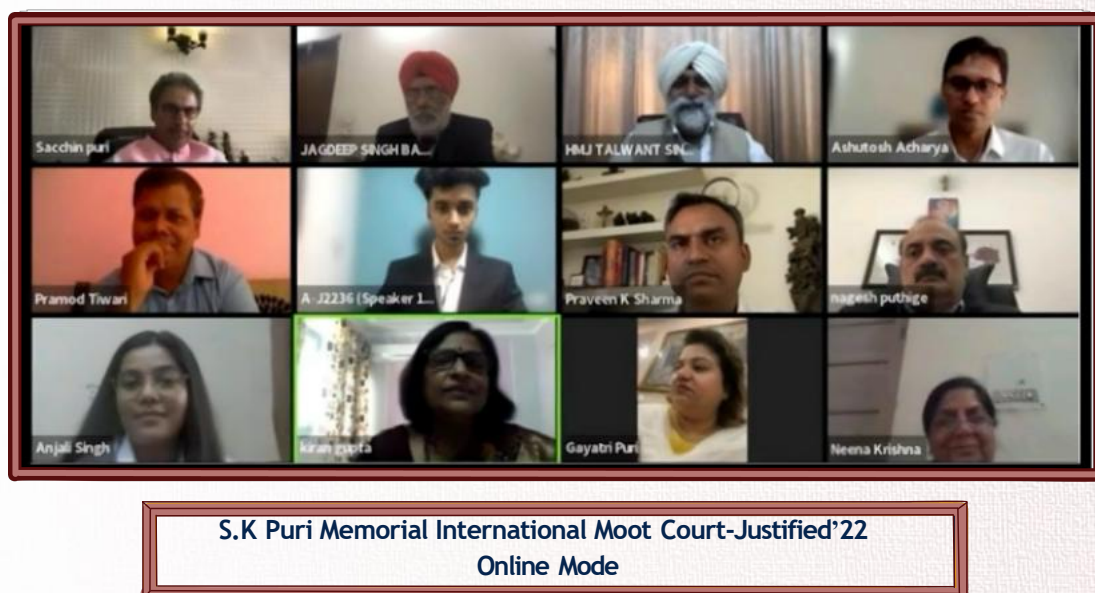 Sacchin puri
JAGDEEP SINGH BA...
HMJ TALWANT SIN...
Ashutosh Acharya
Pramod Tiwari
A-J2236 (Speaker 1...
Praveen K Sharma
nagesh puthige
Anjali Singh
kiran gupta
Gayatri Puri
Neena Krishna
S.K Puri Memorial International Moot Court-Justified’22
Online Mode